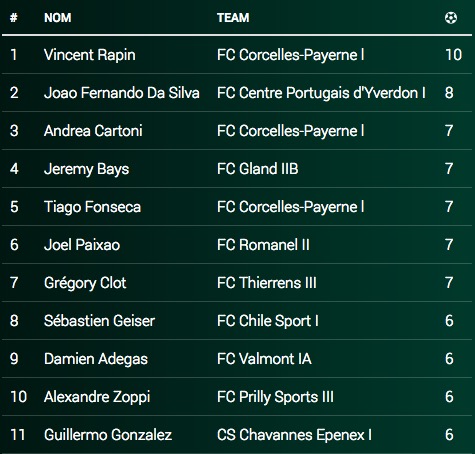 # NOM TEAM
1 Vincent Rapin FC Corcelles-Payerne I 10
2 Joao Fernando Da Silva FC Centre Portugais d'Yverdon I 8
3 Andrea Cartoni FC Corcelles-Payerne I 7
4 Jeremy Bays FC Gland IIB 7
5 Tiago Fonseca FC Corcelles-Payerne I 7
6 Joel Paixao FC Romanel II 7
7 Grégory Clot FC Thierrens III 7
8 Sébastien Geiser FC Chile Sport I 6
9 Damien Adegas FC Valmont IA 6
10 Alexandre Zoppi FC Prilly Sports III 6
11 Guillermo Gonzalez CS Chavannes Epenex I 6